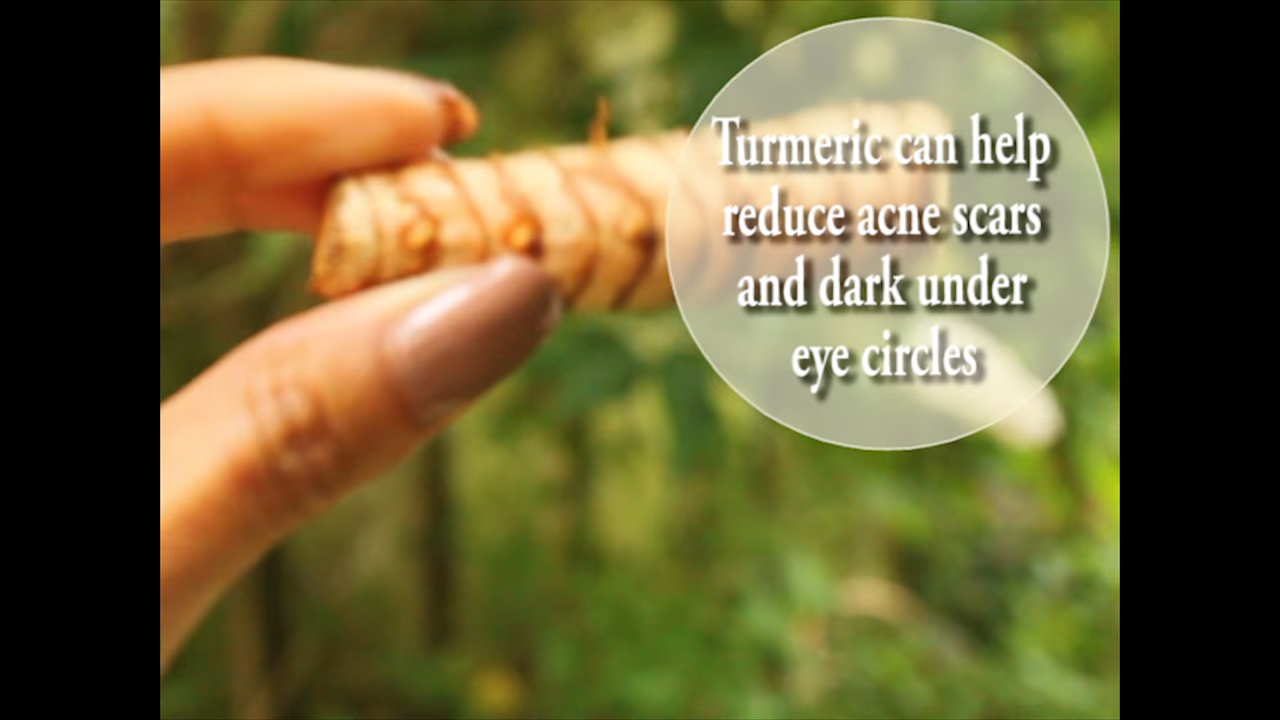 Turmeric can help
reduce acne scars
and dark under
eye circles